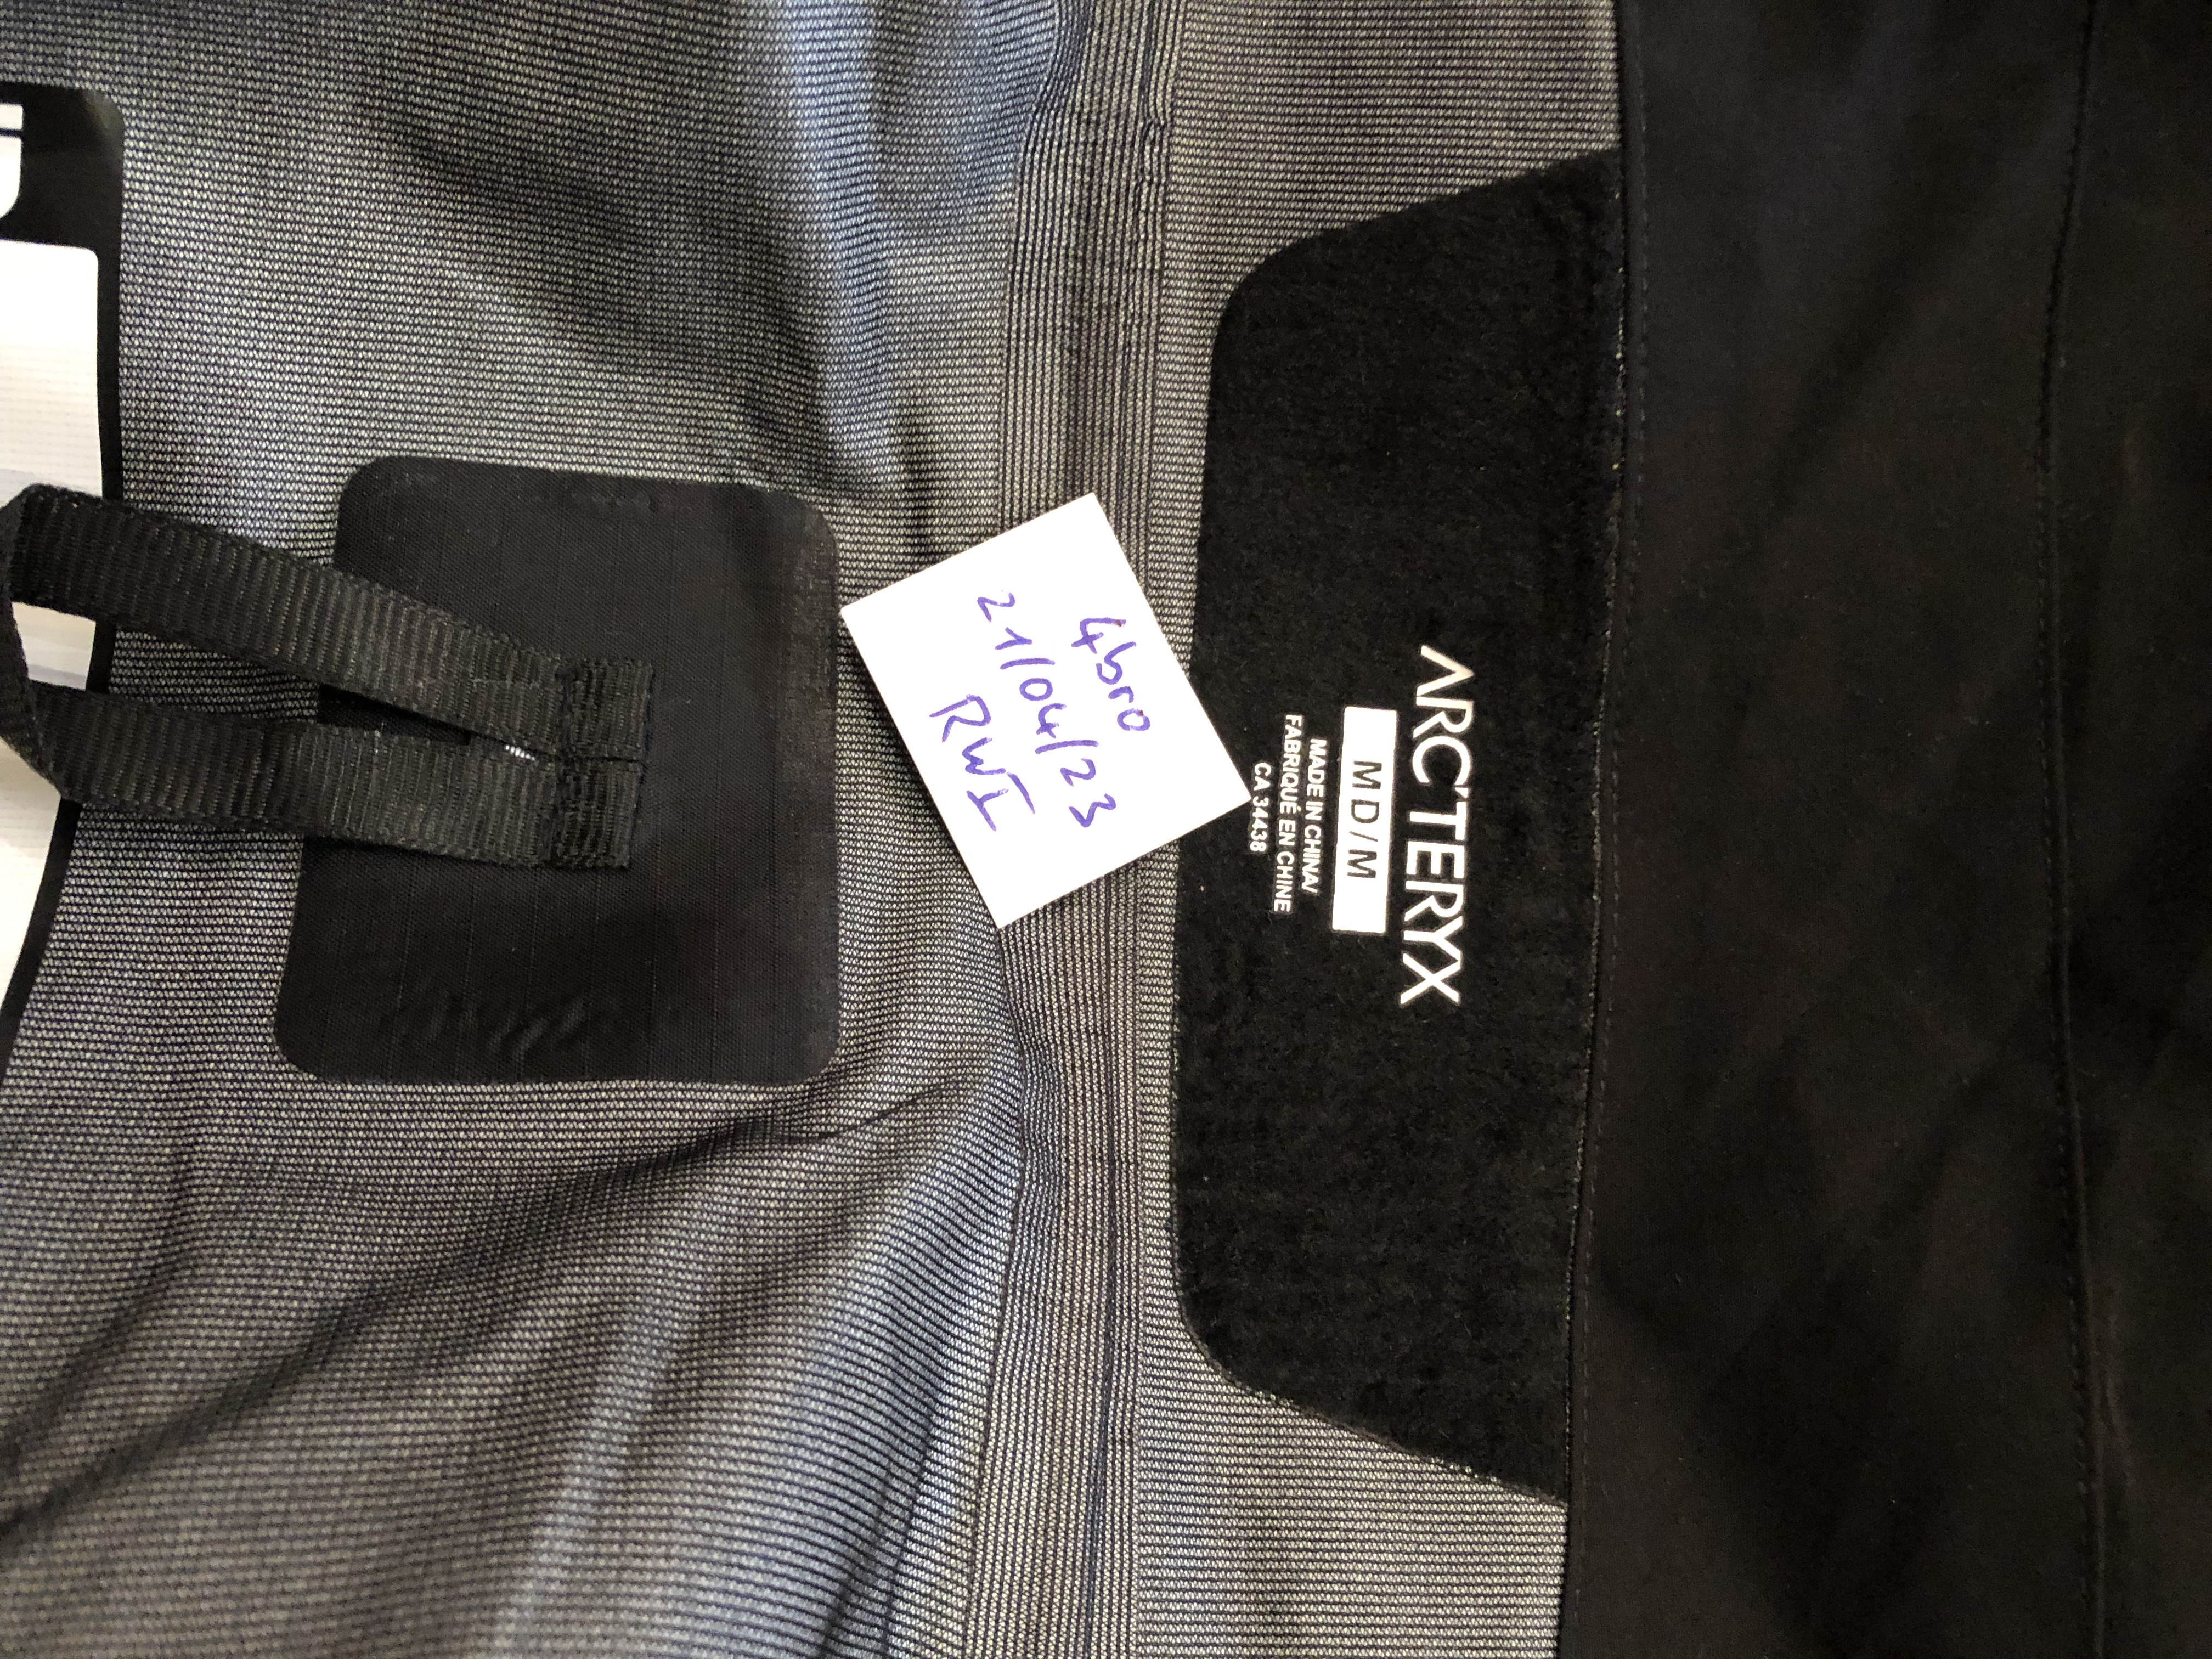 ARC'TERYX
MD/M
MADE IN CHINA/
FABRIQUÉ EN CHINE
CA 34438
4bro
21/04/23
RWI